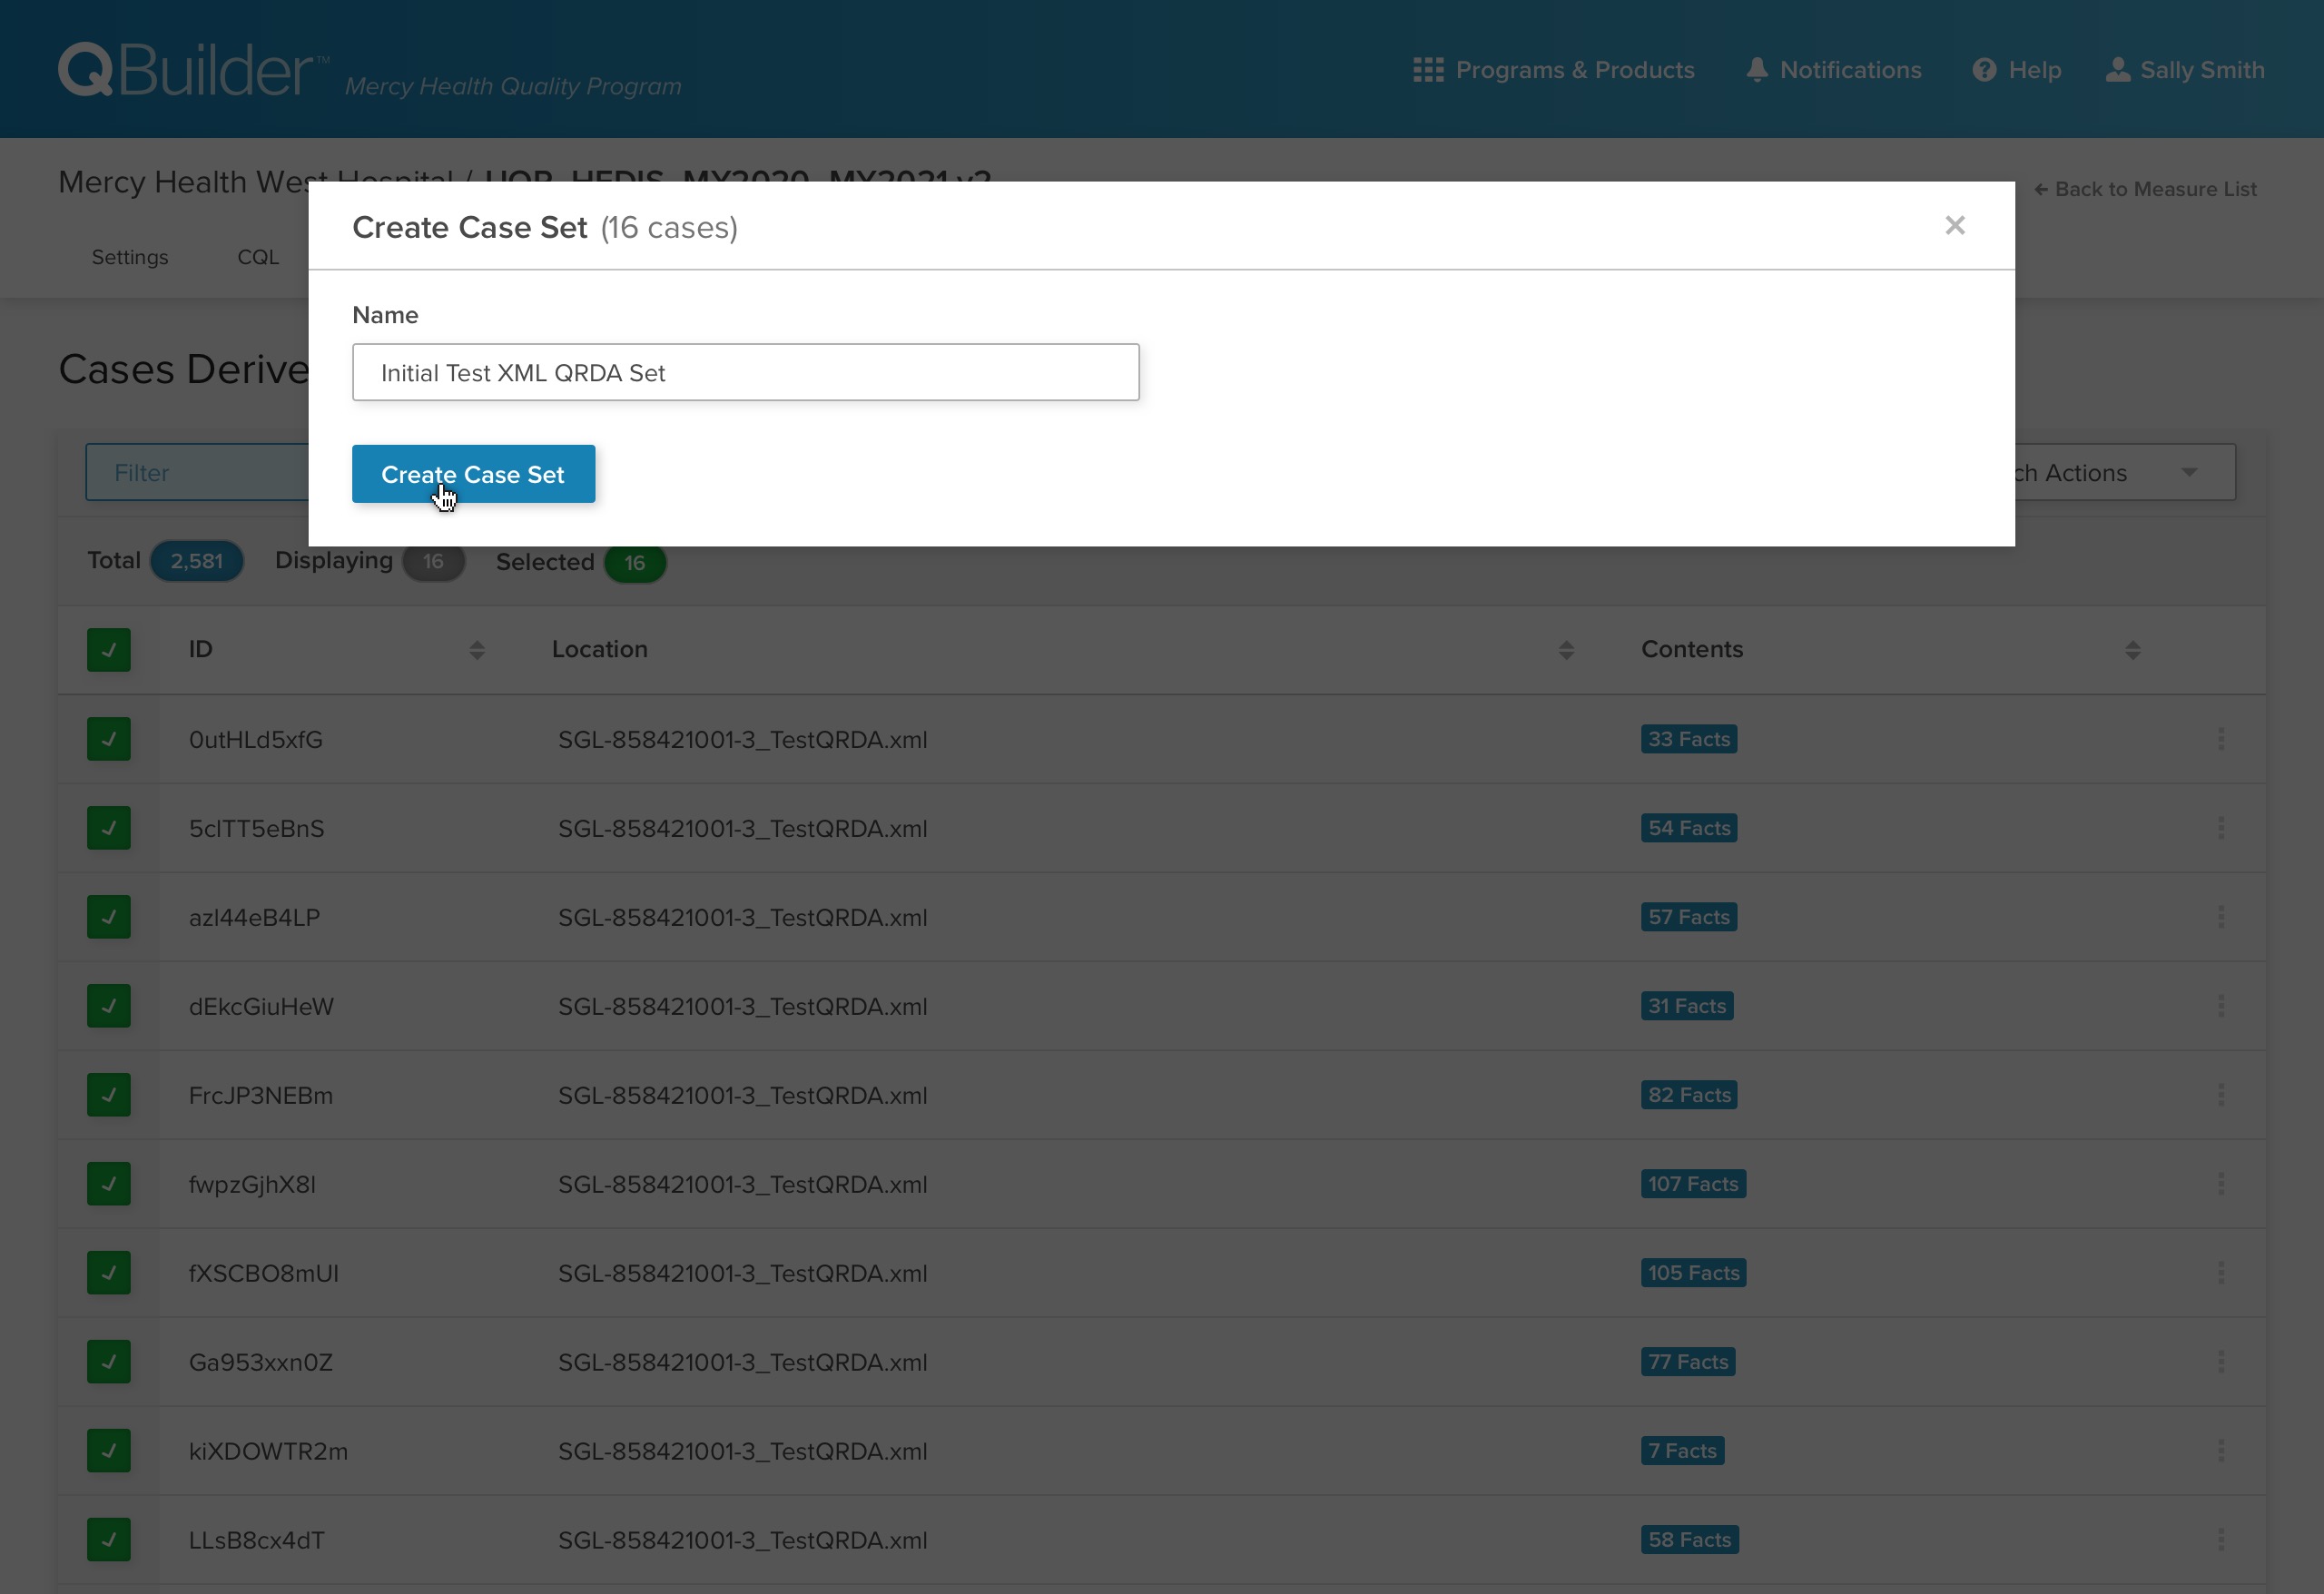 QBuilder™ Mercy Health Quality Program
Programs & Products Notifications Help Sally Smith
Mercy Health West Hospital / UOP_HEDIS_MY2020_MY2021 v2
Back to Measure List
Create Case Set (16 cases)
Settings CQL
Name
Cases Derive
Initial Test XML QRDA Set
Filter
Create Case Set
ch Actions
Total 2,581 Displaying 16 Selected 16
ID Location Contents
0utHLd5xfG SGL-858421001-3_TestQRDA.xml 33 Facts
5clTT5eBnS SGL-858421001-3_TestQRDA.xml 54 Facts
azl44eB4LP SGL-858421001-3_TestQRDA.xml 57 Facts
dEkcGiuHeW SGL-858421001-3_TestQRDA.xml 31 Facts
FrcJP3NEBm SGL-858421001-3_TestQRDA.xml 82 Facts
fwpzGjhX8l SGL-858421001-3_TestQRDA.xml 107 Facts
fXSCBO8mUI SGL-858421001-3_TestQRDA.xml 105 Facts
Ga953xxn0Z SGL-858421001-3_TestQRDA.xml 77 Facts
kiXDOWTR2m SGL-858421001-3_TestQRDA.xml 7 Facts
LLsB8cx4dT SGL-858421001-3_TestQRDA.xml 58 Facts